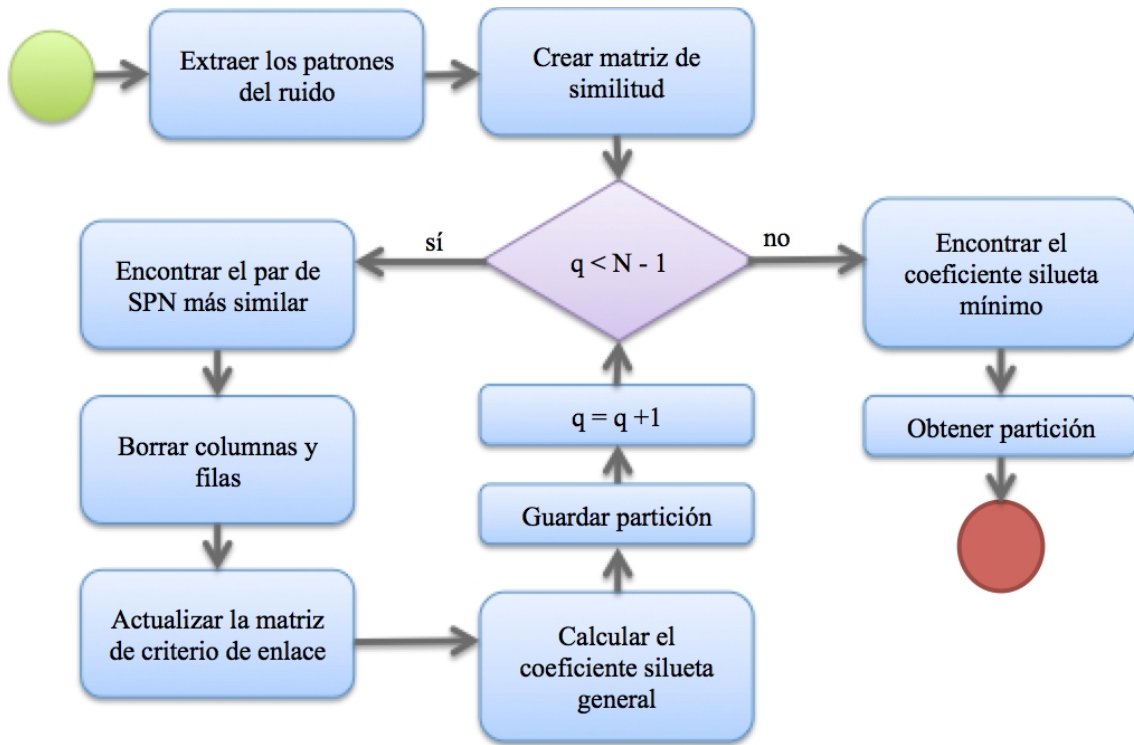 Extraer los patrones
del ruido
Crear matriz de
similitud
q < N - 1
sí
no
Encontrar el par de
SPN más similar
Encontrar el
coeficiente silueta
mínimo
Borrar columnas y
filas
q = q +1
Obtener partición
Guardar partición
Actualizar la matriz
de criterio de enlace
Calcular el
coeficiente silueta
general